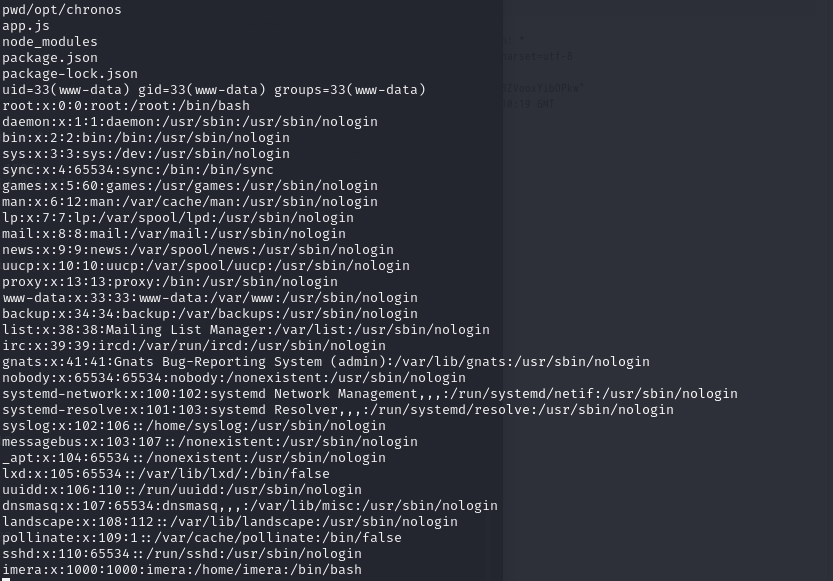 pwd/opt/chronos
app.js
node_modules
package.json
package-lock.json
uid=33(www-data) gid=33(www-data) groups=33(www-data)
root:x:0:0:root:/root:/bin/bash
daemon:x:1:1:daemon:/usr/sbin:/usr/sbin/nologin
bin:x:2:2:bin:/bin:/usr/sbin/nologin
sys:x:3:3:sys:/dev:/usr/sbin/nologin
sync:x:4:65534:sync:/bin:/bin/sync
games:x:5:60:games:/usr/games:/usr/sbin/nologin
man:x:6:12:man:/var/cache/man:/usr/sbin/nologin
lp:x:7:7:lp:/var/spool/lpd:/usr/sbin/nologin
mail:x:8:8:mail:/var/mail:/usr/sbin/nologin
news:x:9:9:news:/var/spool/news:/usr/sbin/nologin
uucp:x:10:10:uucp:/var/spool/uucp:/usr/sbin/nologin
proxy:x:13:13:proxy:/bin:/usr/sbin/nologin
www-data:x:33:33:www-data:/var/www:/usr/sbin/nologin
backup:x:34:34:backup:/var/backups:/usr/sbin/nologin
list:x:38:38:Mailing List Manager:/var/list:/usr/sbin/nologin
irc:x:39:39:ircd:/var/run/ircd:/usr/sbin/nologin
gnats:x:41:41:Gnats Bug-Reporting System (admin):/var/lib/gnats:/usr/sbin/nologin
nobody:x:65534:65534:nobody:/nonexistent:/usr/sbin/nologin
systemd-network:x:100:102:systemd Network Management,,,:/run/systemd/netif:/usr/sbin/nologin
systemd-resolve:x:101:103:systemd Resolver,,,:/run/systemd/resolve:/usr/sbin/nologin
syslog:x:102:106::/home/syslog:/usr/sbin/nologin
messagebus:x:103:107::/nonexistent:/usr/sbin/nologin
_apt:x:104:65534::/nonexistent:/usr/sbin/nologin
lxd:x:105:65534::/var/lib/lxd/:/bin/false
uuidd:x:106:110::/run/uuidd:/usr/sbin/nologin
dnsmasq:x:107:65534:dnsmasq,,,:/var/lib/misc:/usr/sbin/nologin
landscape:x:108:112::/var/lib/landscape:/usr/sbin/nologin
pollinate:x:109:1::/var/cache/pollinate:/bin/false
sshd:x:110:65534::/run/sshd:/usr/sbin/nologin
imera:x:1000:1000:imera:/home/imera:/bin/bash